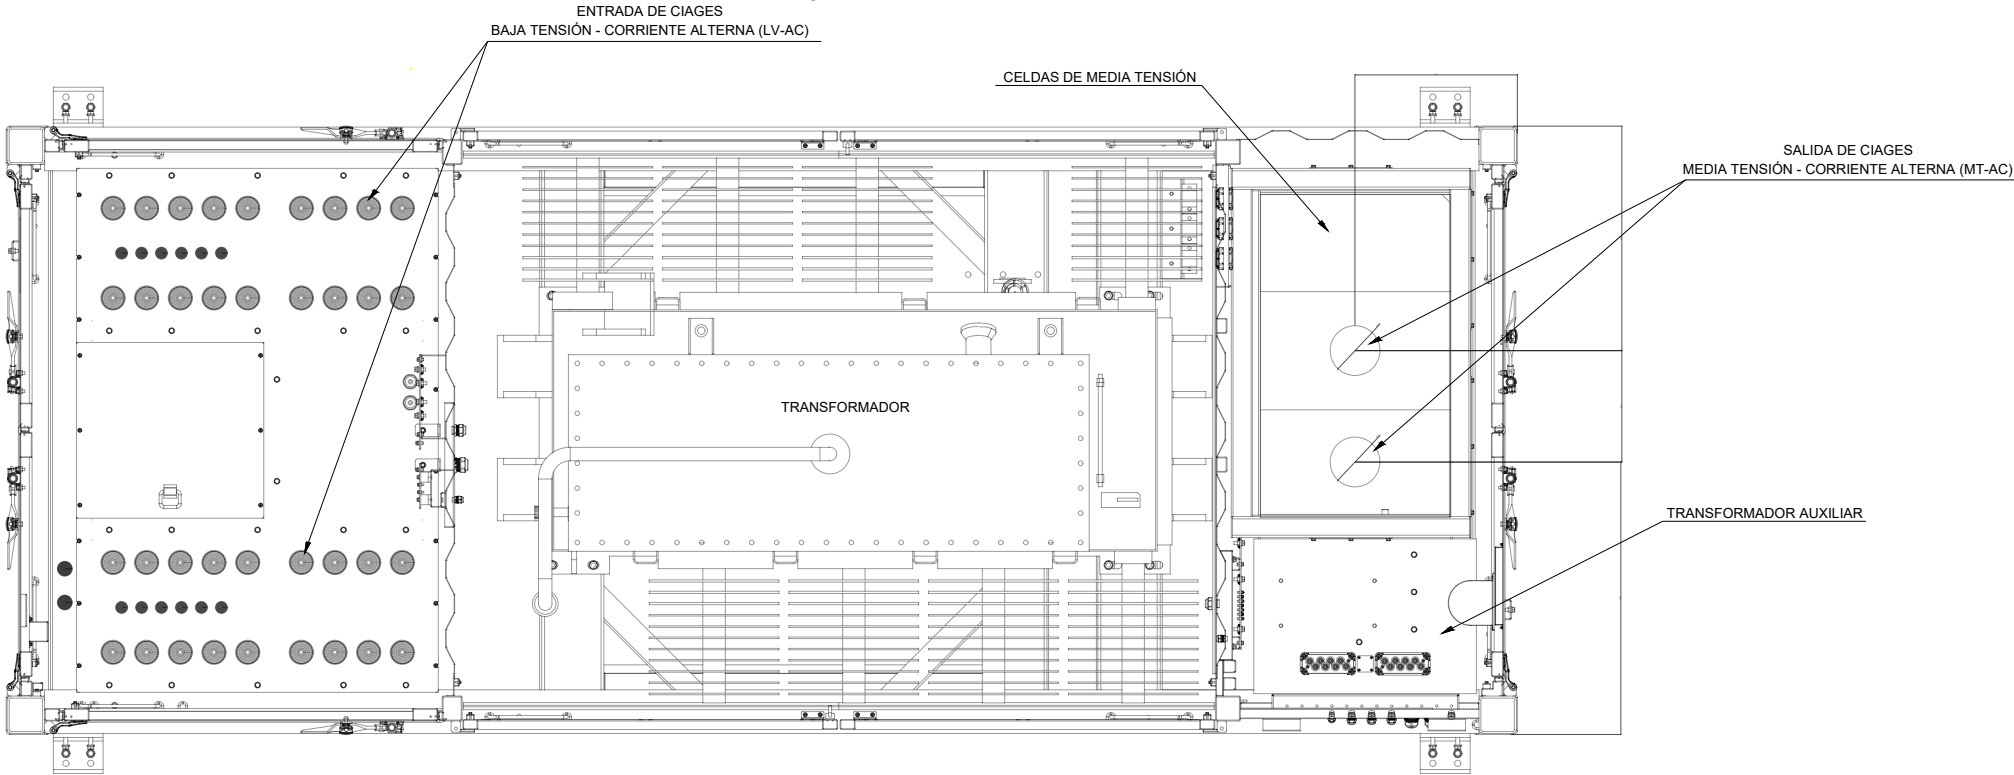 ENTRADA DE CIAGES
BAJA TENSIÓN - CORRIENTE ALTERNA (LV-AC)
CELDAS DE MEDIA TENSIÓN
SALIDA DE CIAGES
MEDIA TENSIÓN - CORRIENTE ALTERNA (MT-AC)
TRANSFORMADOR
TRANSFORMADOR AUXILIAR